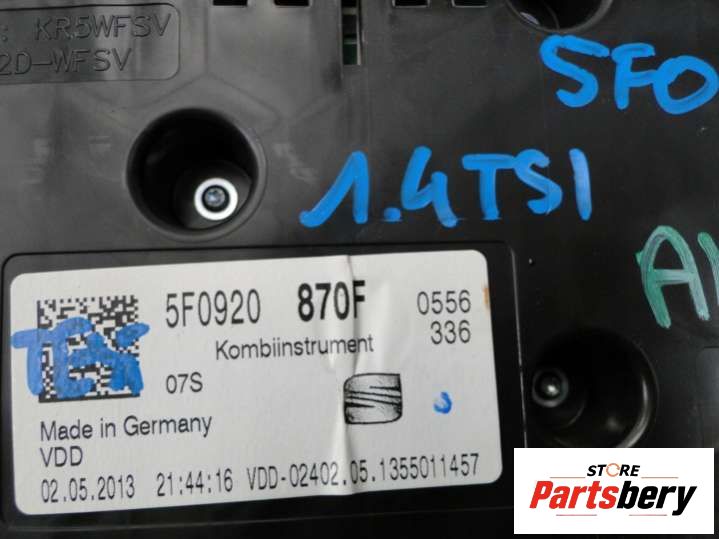 : KR5WFSV
2D-WFSV
5F0
1.4TSI
5F0920 870F 0556
336
Kombiinstrument
07S
Made in Germany
VDD
02.05.2013 21:44:16 VDD-02402.05.1355011457
STORE
Partsbery